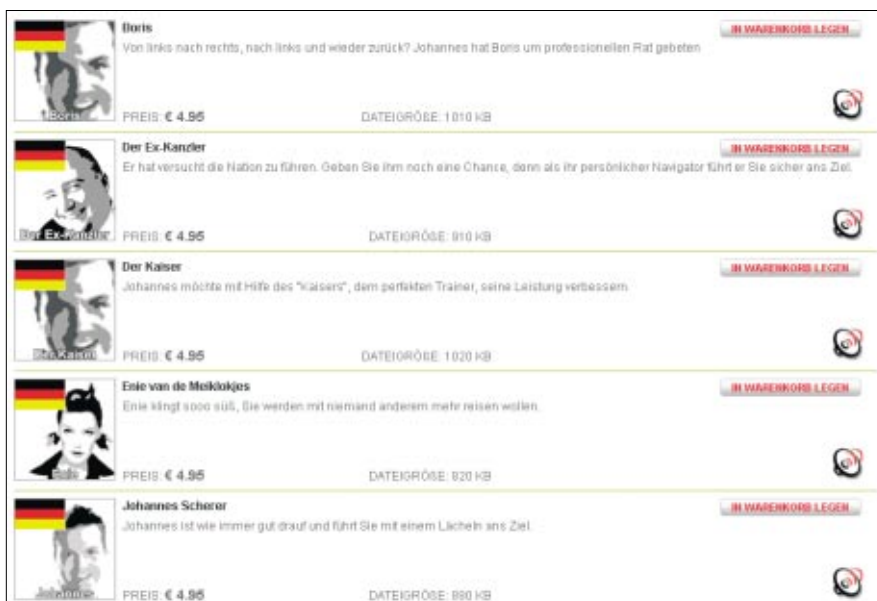 Boris
IN WARENKORB LEGEN
Von links nach rechts, nach links und wieder zurück? Johannes hat Boris um professionellen Rat gebeten
Boris
PREIS: € 4.95
DATEIGRÖßE: 1010 KB
Der Ex-Kanzler
IN WARENKORB LEGEN
Er hat versucht die Nation zu führen. Geben Sie ihm noch eine Chance, denn als ihr persönlicher Navigator führt er Sie sicher ans Ziel.
Der Ex-Kanzler
PREIS: € 4.95
DATEIGRÖßE: 910 KB
Der Kaiser
IN WARENKORB LEGEN
Johannes möchte mit Hilfe des "Kaisers", dem perfekten Trainer, seine Leistung verbessern.
Der Kaiser
PREIS: € 4.95
DATEIGRÖßE: 1020 KB
Enie van de Meiklokjes
IN WARENKORB LEGEN
Enie klingt sooo süß, Sie werden mit niemand anderem mehr reisen wollen.
Enie
PREIS: € 4.95
DATEIGRÖßE: 820 KB
Johannes Scherer
IN WARENKORB LEGEN
Johannes ist wie immer gut drauf und führt Sie mit einem Lächeln ans Ziel.
Johannes
PREIS: € 4.95
DATEIGRÖßE: 880 KB